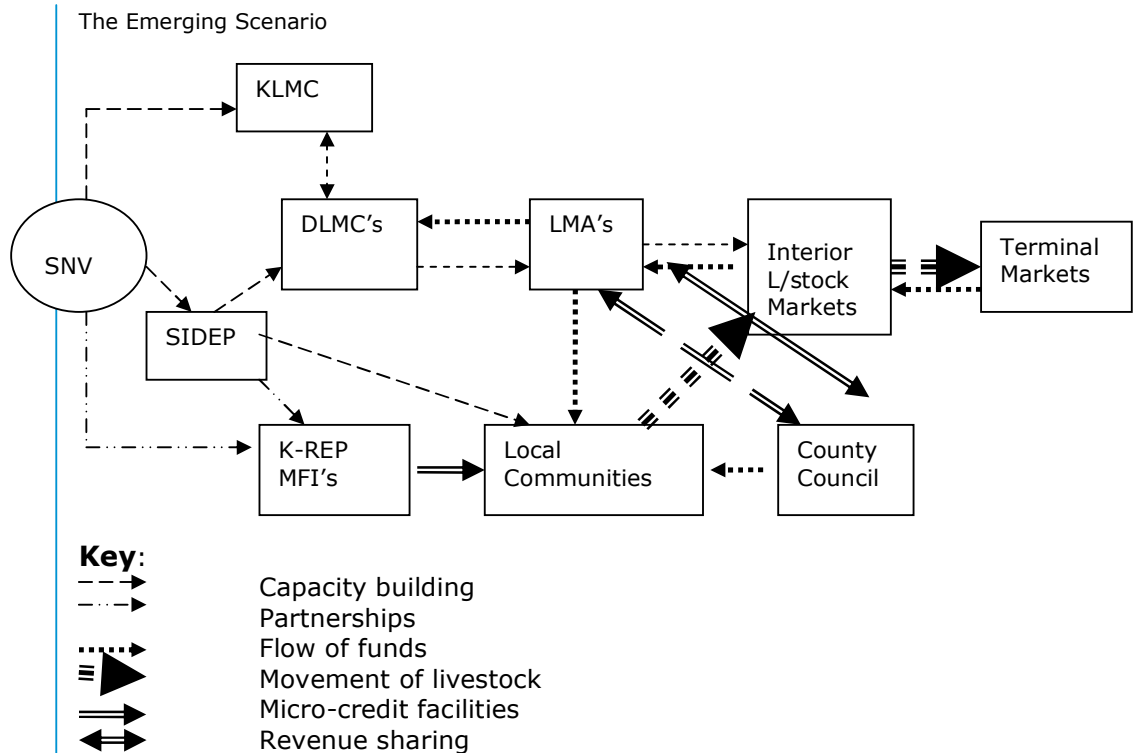 The Emerging Scenario
KLMC
DLMC's
LMA's
Interior
L/stock
Markets
Terminal
Markets
SNV
SIDEP
K-REP
MFI's
Local
Communities
County
Council
Key:
Capacity building
Partnerships
Flow of funds
Movement of livestock
Micro-credit facilities
Revenue sharing